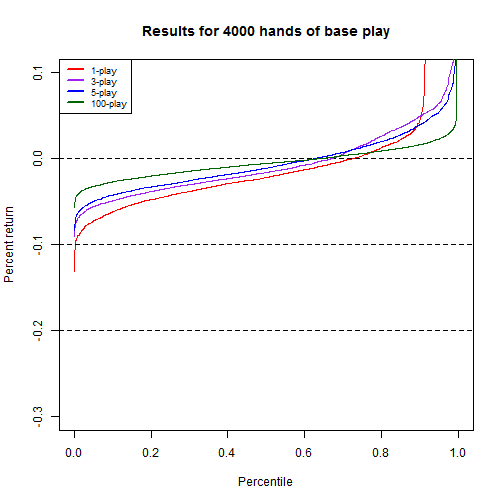 Results for 4000 hands of base play
1-play
3-play
5-play
100-play
Percent return
0.1
0.0
-0.1
-0.2
-0.3
0.0 0.2 0.4 0.6 0.8 1.0
Percentile